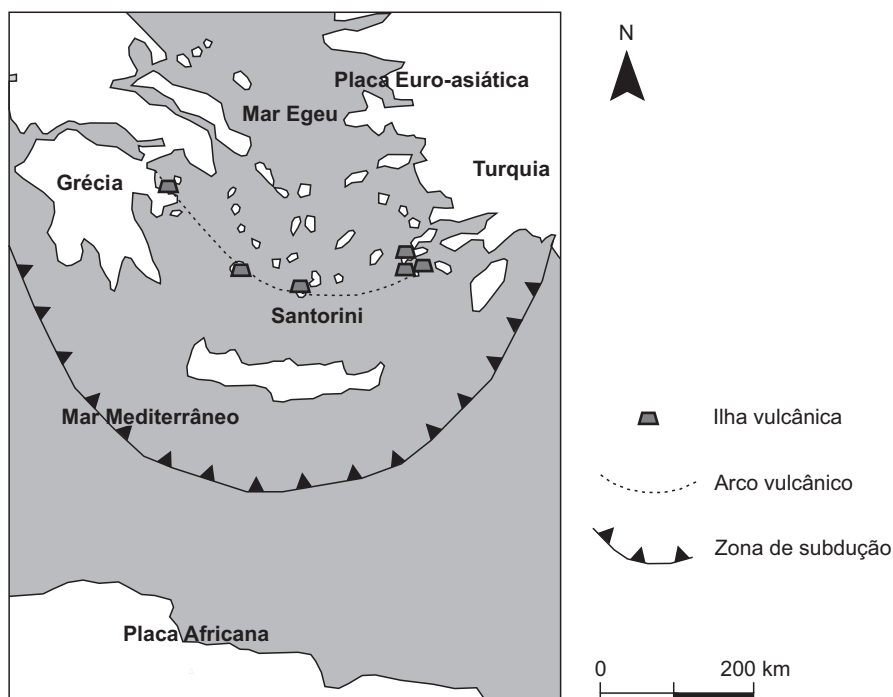 N
Placa Euro-asiática
Mar Egeu
Turquia
Grécia
Santorini
Mar Mediterrâneo
Placa Africana
Ilha vulcânica
Arco vulcânico
Zona de subdução
0 200 km